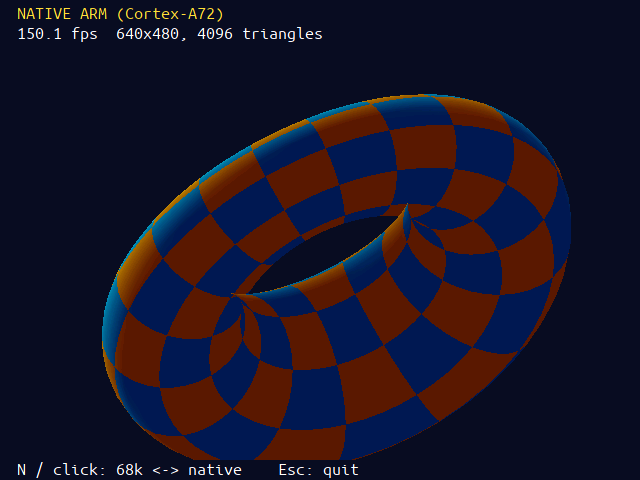 NATIVE ARM (Cortex-A72)
150.1 fps  640x480, 4096 triangles
N / click: 68k <-> native    Esc: quit